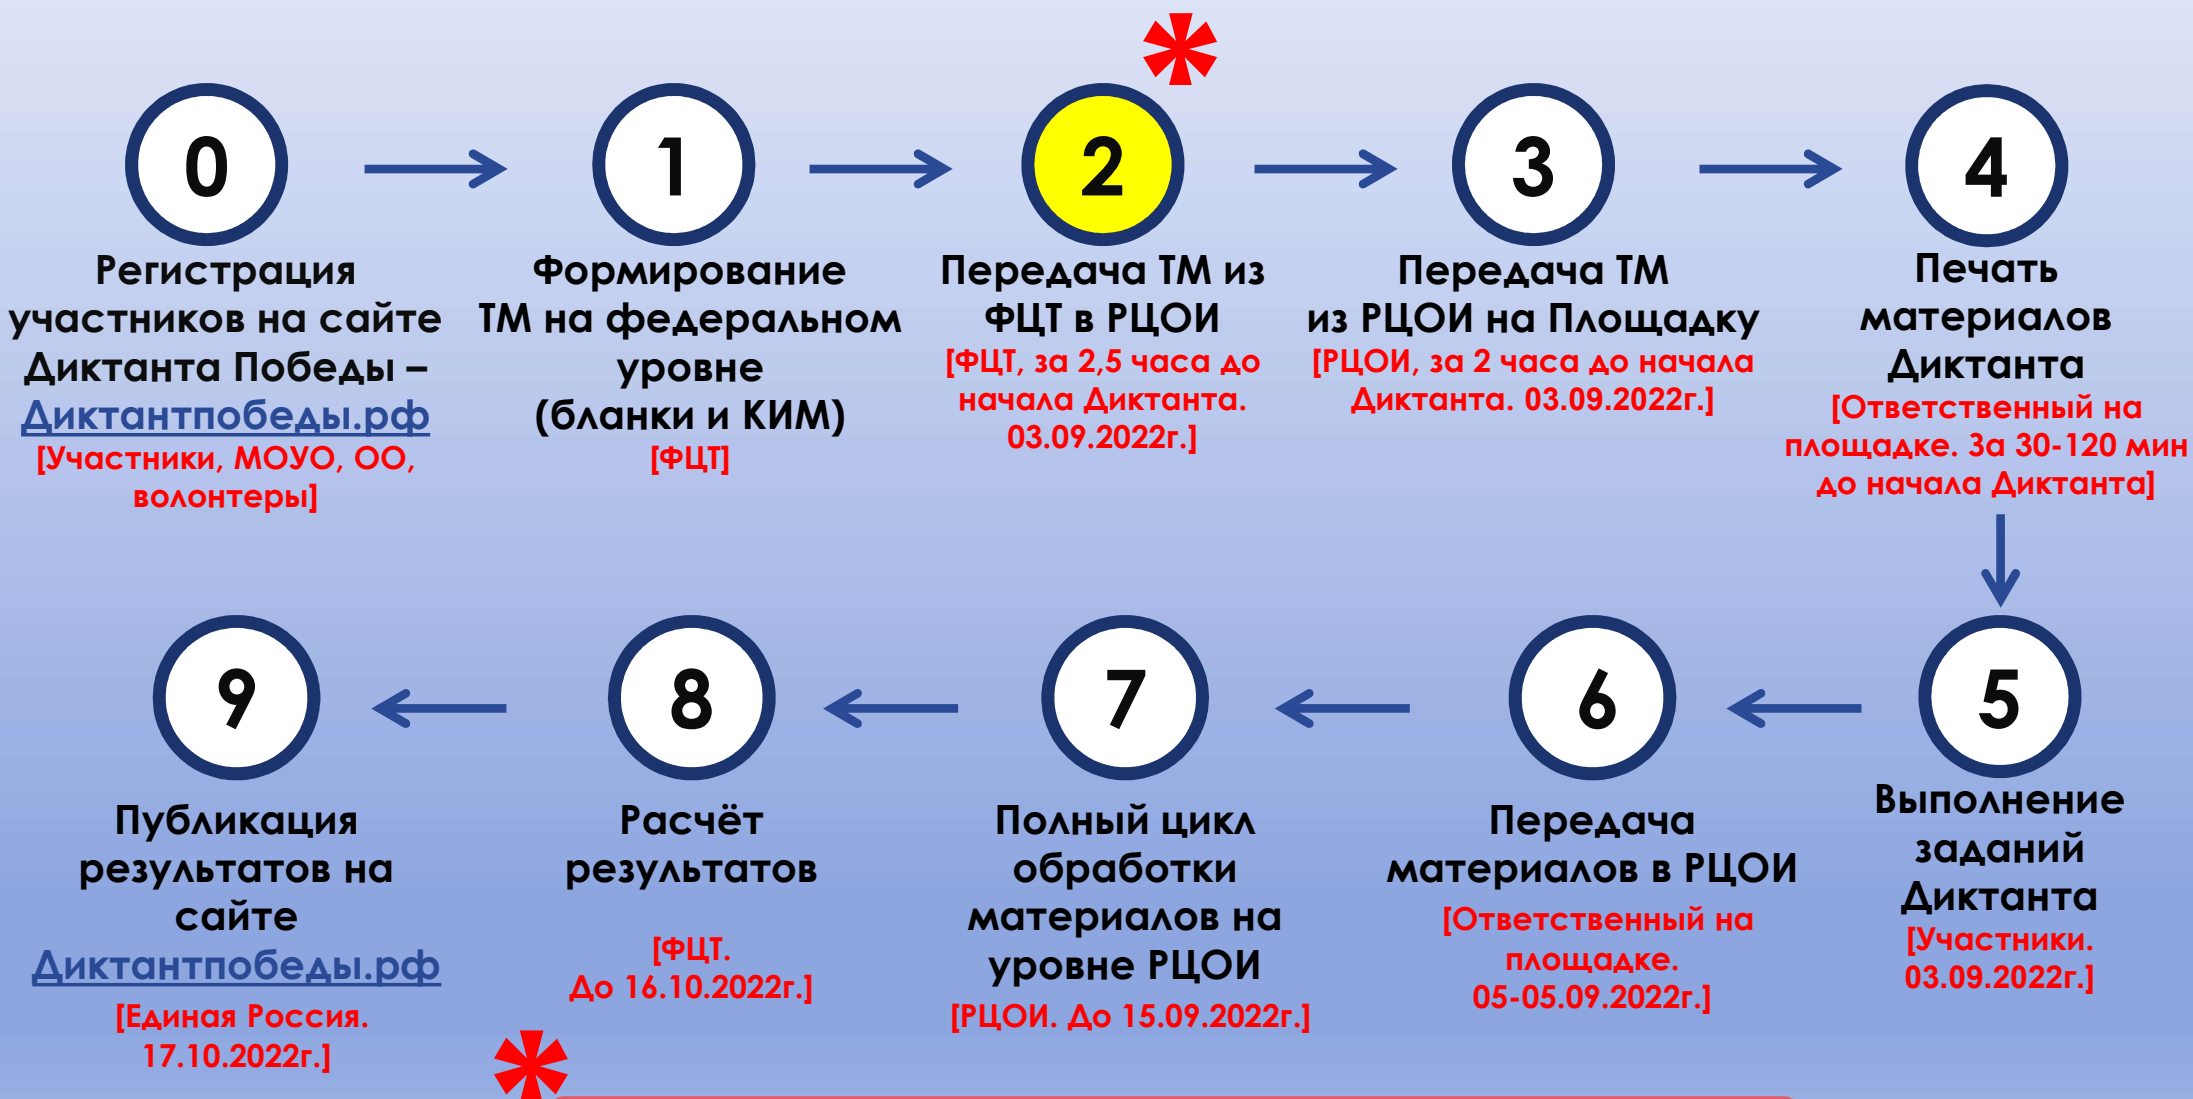 *
0
Регистрация
участников на сайте
Диктанта Победы –
Диктантпобеды.рф
[Участники, МОУО, ОО,
волонтеры]
1
Формирование
ТМ на федеральном
уровне
(бланки и КИМ)
[ФЦТ]
2
Передача ТМ из
ФЦТ в РЦОИ
[ФЦТ, за 2,5 часа до
начала Диктанта.
03.09.2022г.]
3
Передача ТМ
из РЦОИ на Площадку
[РЦОИ, за 2 часа до начала
Диктанта. 03.09.2022г.]
4
Печать
материалов
Диктанта
[Ответственный на
площадке. За 30-120 мин
до начала Диктанта]
5
Выполнение
заданий
Диктанта
[Участники.
03.09.2022г.]
6
Передача
материалов в РЦОИ
[Ответственный на
площадке.
05-05.09.2022г.]
7
Полный цикл
обработки
материалов на
уровне РЦОИ
[РЦОИ. До 15.09.2022г.]
8
Расчёт
результатов
[ФЦТ.
До 16.10.2022г.]
9
Публикация
результатов на
сайте
Диктантпобеды.рф
[Единая Россия.
17.10.2022г.]
*